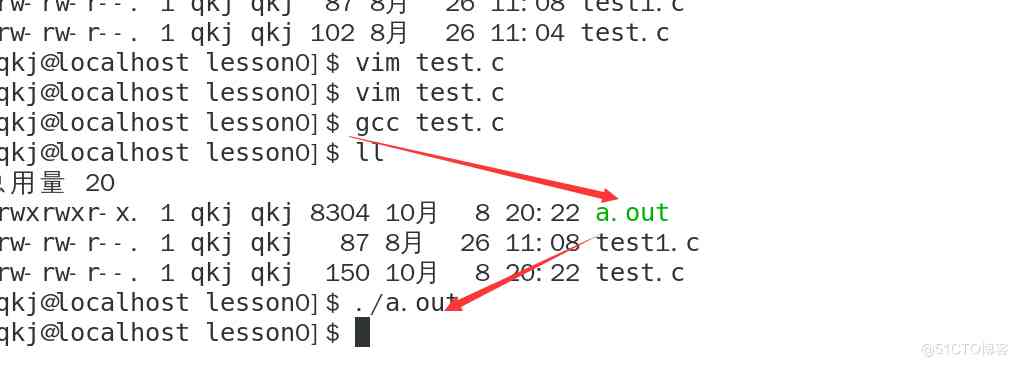 rw-rw-r--. 1 qkj qkj 87 8月 26 11:08 test1.c
rw-rw-r--. 1 qkj qkj 102 8月 26 11:04 test.c
qkj@localhost lesson0]$ vim test.c
qkj@localhost lesson0]$ vim test.c
qkj@localhost lesson0]$ gcc test.c
qkj@localhost lesson0]$ ll
总用量 20
rwxrwxr-x. 1 qkj qkj 8304 10月 8 20:22 a.out
rw-rw-r--. 1 qkj qkj 87 8月 26 11:08 test1.c
rw-rw-r--. 1 qkj qkj 150 10月 8 20:22 test.c
qkj@localhost lesson0]$ ./a.out
qkj@localhost lesson0]$
@51CTO博客